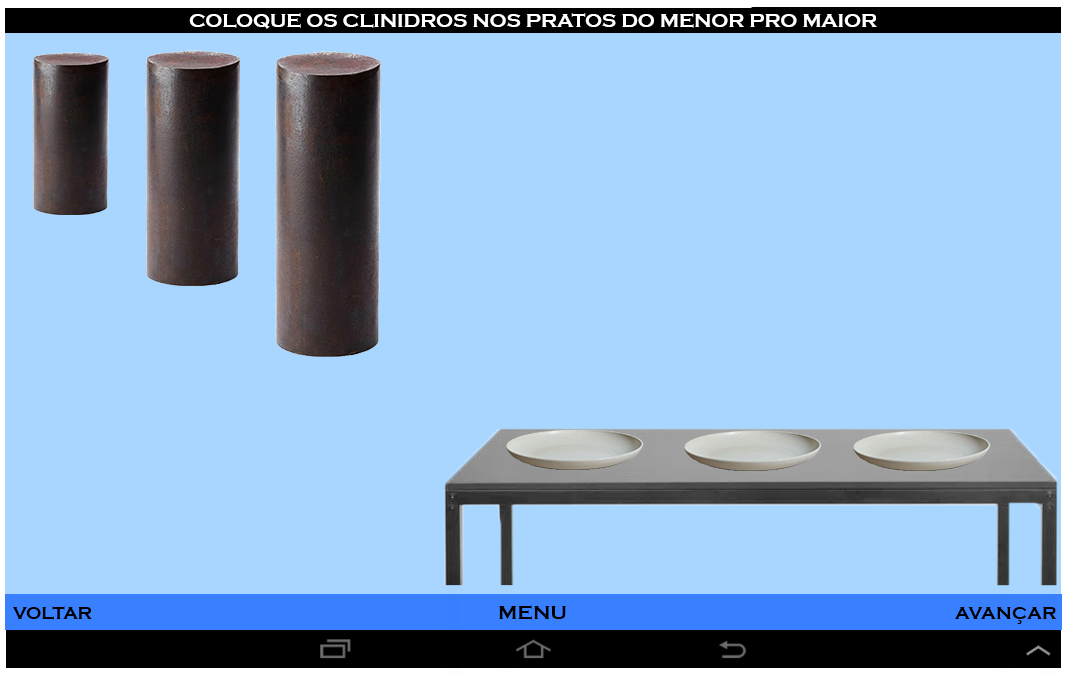 COLOQUE OS CLINIDROS NOS PRATOS DO MENOR PRO MAIOR
VOLTAR
MENU
AVANÇAR